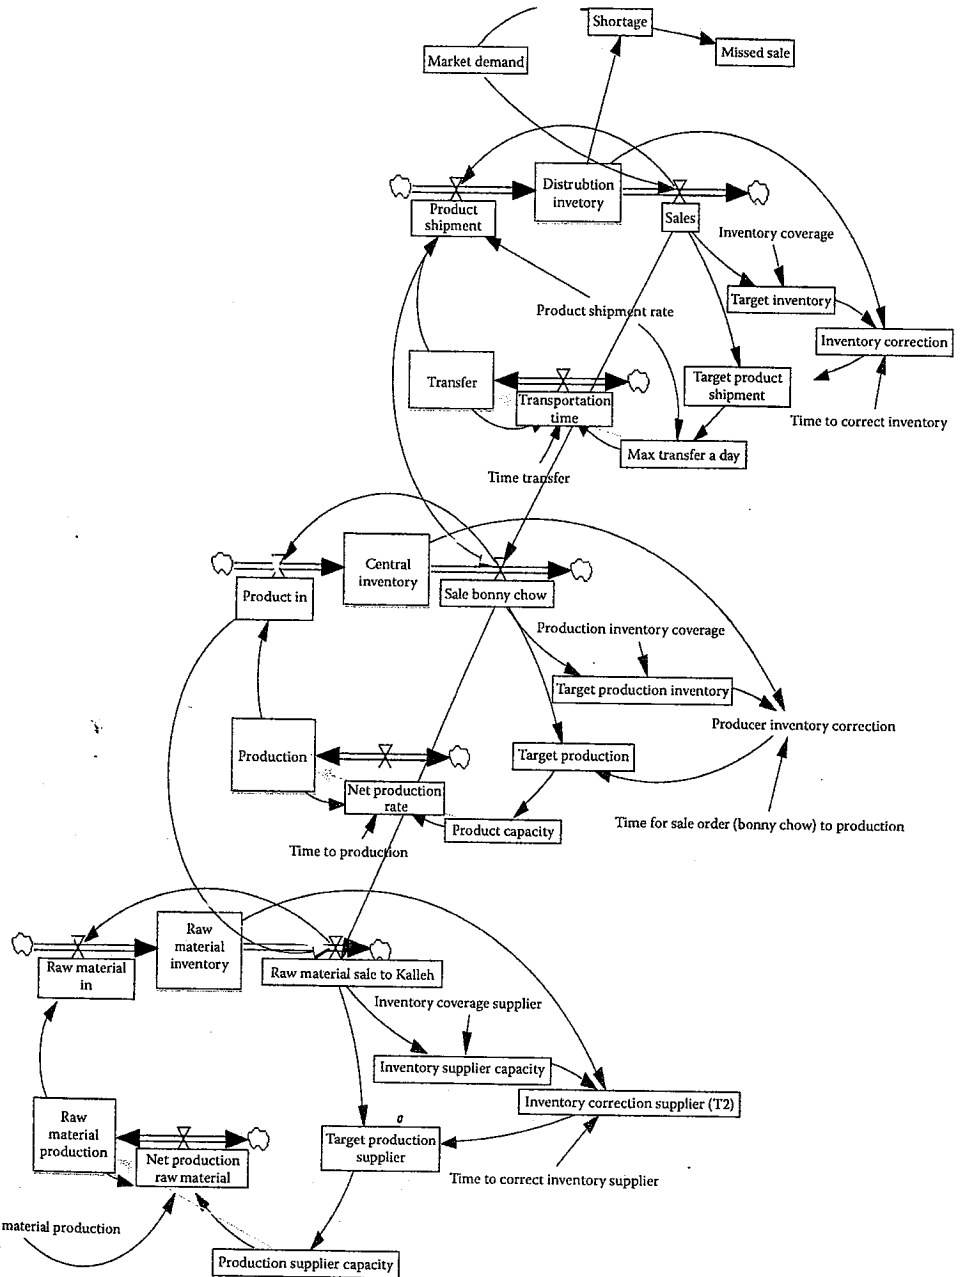 Shortage
Missed sale
Market demand
Distrubtion
invetory
Product
shipment
Sales
Inventory coverage
Target inventory
Product shipment rate
Inventory correction
Transfer
Target product
shipment
Transportation
time
Time to correct inventory
Max transfer a day
Time transfer
Central
inventory
Product in
Sale bonny chow
Production inventory coverage
Target production inventory
Producer inventory correction
Production
Target production
Net production
rate
Product capacity
Time for sale order (bonny chow) to production
Time to production
Raw
material
inventory
Raw material
in
Raw material sale to Kalleh
Inventory coverage supplier
Inventory supplier capacity
Inventory correction supplier (T2)
Raw
material
production
Target production
supplier
Net production
raw material
Time to correct inventory supplier
material production
Production supplier capacity